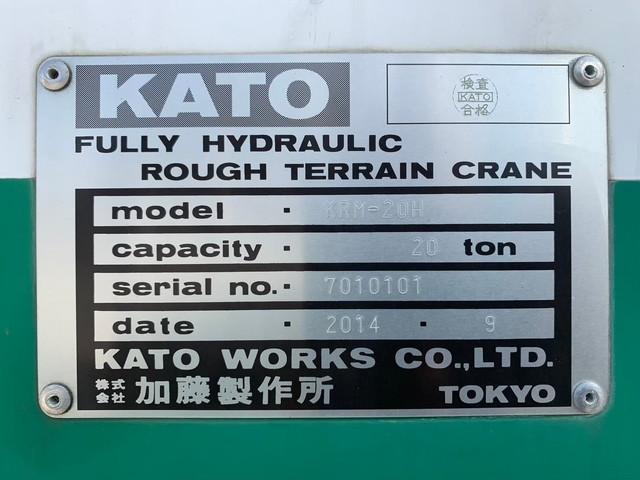 KATO
検査
KATO
合格
FULLY HYDRAULIC
ROUGH TERRAIN CRANE
model · KRM-20H
capacity · 20 ton
serial no. · 7010101
date · 2014 · 9
KATO WORKS CO.,LTD.
株式会社 加藤製作所 TOKYO